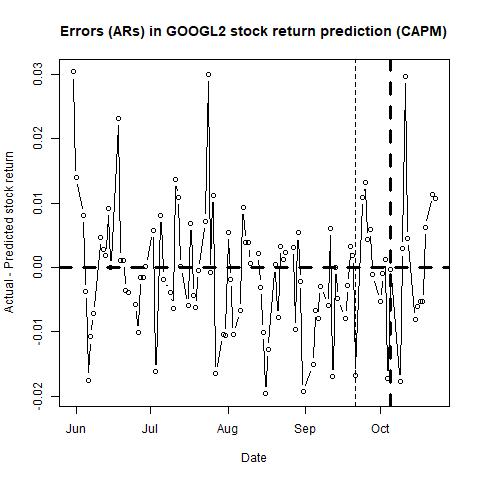 Errors (ARs) in GOOGL2 stock return prediction (CAPM)
Actual - Predicted stock return
0.03
0.02
0.01
0.00
-0.01
-0.02
Jun Jul Aug Sep Oct
Date